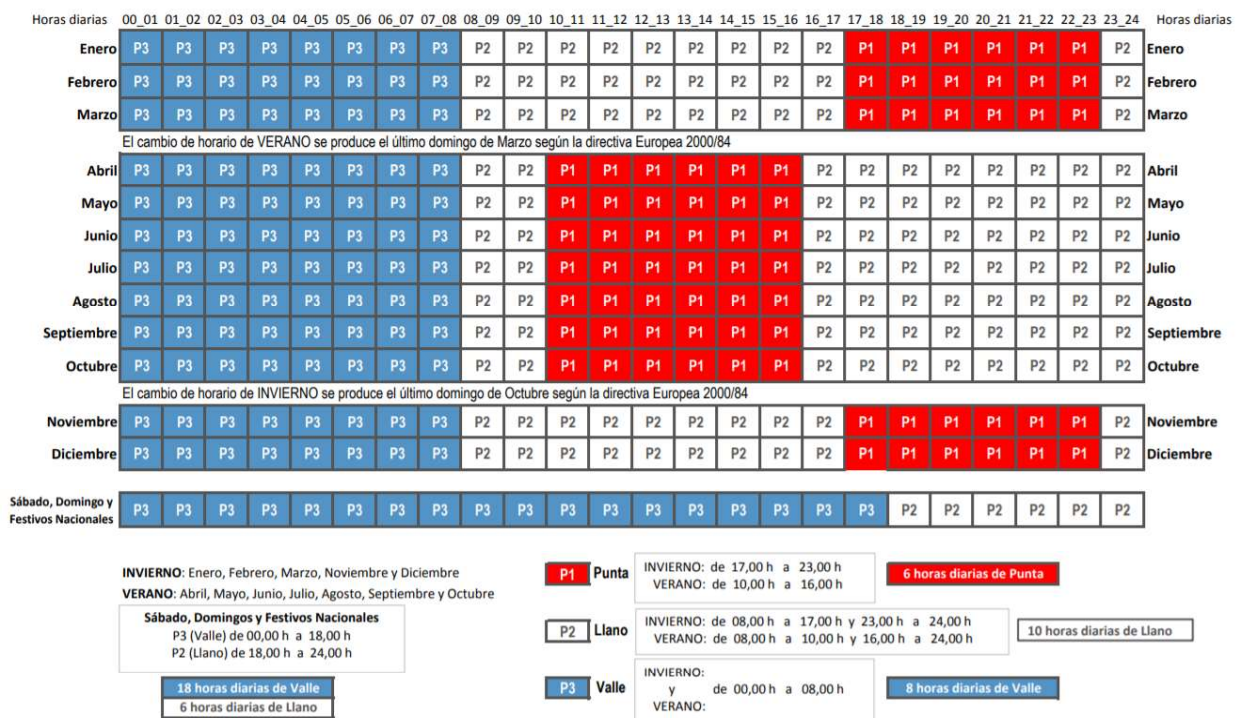 Horas diarias 00_01 01_02 02_03 03_04 04_05 05_06 06_07 07_08 08_09 09_10 10_11 11_12 12_13 13_14 14_15 15_16 16_17 17_18 18_19 19_20 20_21 21_22 22_23 23_24 Horas diarias
Enero P3 P3 P3 P3 P3 P3 P3 P3 P2 P2 P2 P2 P2 P2 P2 P2 P2 P1 P1 P1 P1 P1 P1 P2 Enero
Febrero P3 P3 P3 P3 P3 P3 P3 P3 P2 P2 P2 P2 P2 P2 P2 P2 P2 P1 P1 P1 P1 P1 P1 P2 Febrero
Marzo P3 P3 P3 P3 P3 P3 P3 P3 P2 P2 P2 P2 P2 P2 P2 P2 P2 P1 P1 P1 P1 P1 P1 P2 Marzo
El cambio de horario de VERANO se produce el último domingo de Marzo según la directiva Europea 2000/84
Abril P3 P3 P3 P3 P3 P3 P3 P3 P2 P2 P1 P1 P1 P1 P1 P1 P2 P2 P2 P2 P2 P2 P2 P2 Abril
Mayo P3 P3 P3 P3 P3 P3 P3 P3 P2 P2 P1 P1 P1 P1 P1 P1 P2 P2 P2 P2 P2 P2 P2 P2 Mayo
Junio P3 P3 P3 P3 P3 P3 P3 P3 P2 P2 P1 P1 P1 P1 P1 P1 P2 P2 P2 P2 P2 P2 P2 P2 Junio
Julio P3 P3 P3 P3 P3 P3 P3 P3 P2 P2 P1 P1 P1 P1 P1 P1 P2 P2 P2 P2 P2 P2 P2 P2 Julio
Agosto P3 P3 P3 P3 P3 P3 P3 P3 P2 P2 P1 P1 P1 P1 P1 P1 P2 P2 P2 P2 P2 P2 P2 P2 Agosto
Septiembre P3 P3 P3 P3 P3 P3 P3 P3 P2 P2 P1 P1 P1 P1 P1 P1 P2 P2 P2 P2 P2 P2 P2 P2 Septiembre
Octubre P3 P3 P3 P3 P3 P3 P3 P3 P2 P2 P1 P1 P1 P1 P1 P1 P2 P2 P2 P2 P2 P2 P2 P2 Octubre
El cambio de horario de INVIERNO se produce el último domingo de Octubre según la directiva Europea 2000/84
Noviembre P3 P3 P3 P3 P3 P3 P3 P3 P2 P2 P2 P2 P2 P2 P2 P2 P2 P1 P1 P1 P1 P1 P1 P2 Noviembre
Diciembre P3 P3 P3 P3 P3 P3 P3 P3 P2 P2 P2 P2 P2 P2 P2 P2 P2 P1 P1 P1 P1 P1 P1 P2 Diciembre
Sábado, Domingo y
Festivos Nacionales P3 P3 P3 P3 P3 P3 P3 P3 P3 P3 P3 P3 P3 P3 P3 P3 P3 P3 P2 P2 P2 P2 P2 P2
INVIERNO: Enero, Febrero, Marzo, Noviembre y Diciembre
VERANO: Abril, Mayo, Junio, Julio, Agosto, Septiembre y Octubre
Sábado, Domingos y Festivos Nacionales
P3 (Valle) de 00,00 h a 18,00 h
P2 (Llano) de 18,00 h a 24,00 h
18 horas diarias de Valle
6 horas diarias de Llano
P1 Punta
INVIERNO: de 17,00 h a 23,00 h
VERANO: de 10,00 h a 16,00 h
6 horas diarias de Punta
P2 Llano
INVIERNO: de 08,00 h a 17,00 h y 23,00 h a 24,00 h
VERANO: de 08,00 h a 10,00 h y 16,00 h a 24,00 h
10 horas diarias de Llano
P3 Valle
INVIERNO:
y de 00,00 h a 08,00 h
VERANO:
8 horas diarias de Valle